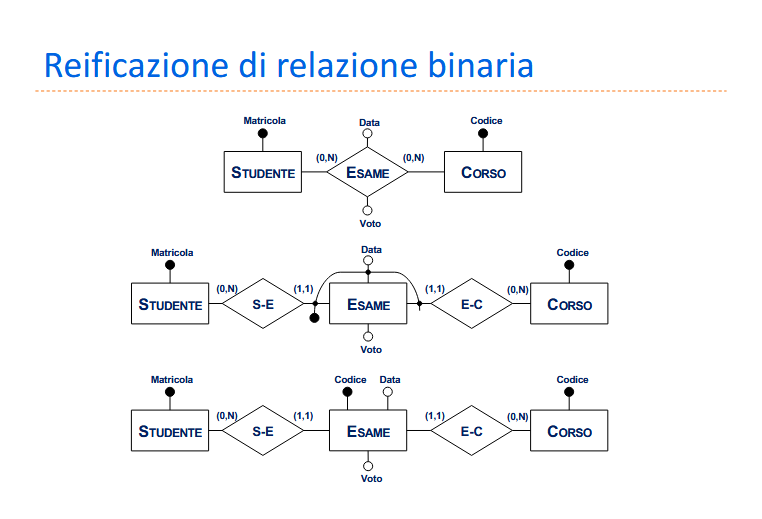 Reificazione di relazione binaria
Matricola Data Codice
(0,N) (0,N)
STUDENTE ESAME CORSO
Voto
Matricola Data Codice
(0,N) (1,1) (1,1) (0,N)
STUDENTE S-E ESAME E-C CORSO
Voto
Matricola Codice Data Codice
(0,N) (1,1) (1,1) (0,N)
STUDENTE S-E ESAME E-C CORSO
Voto